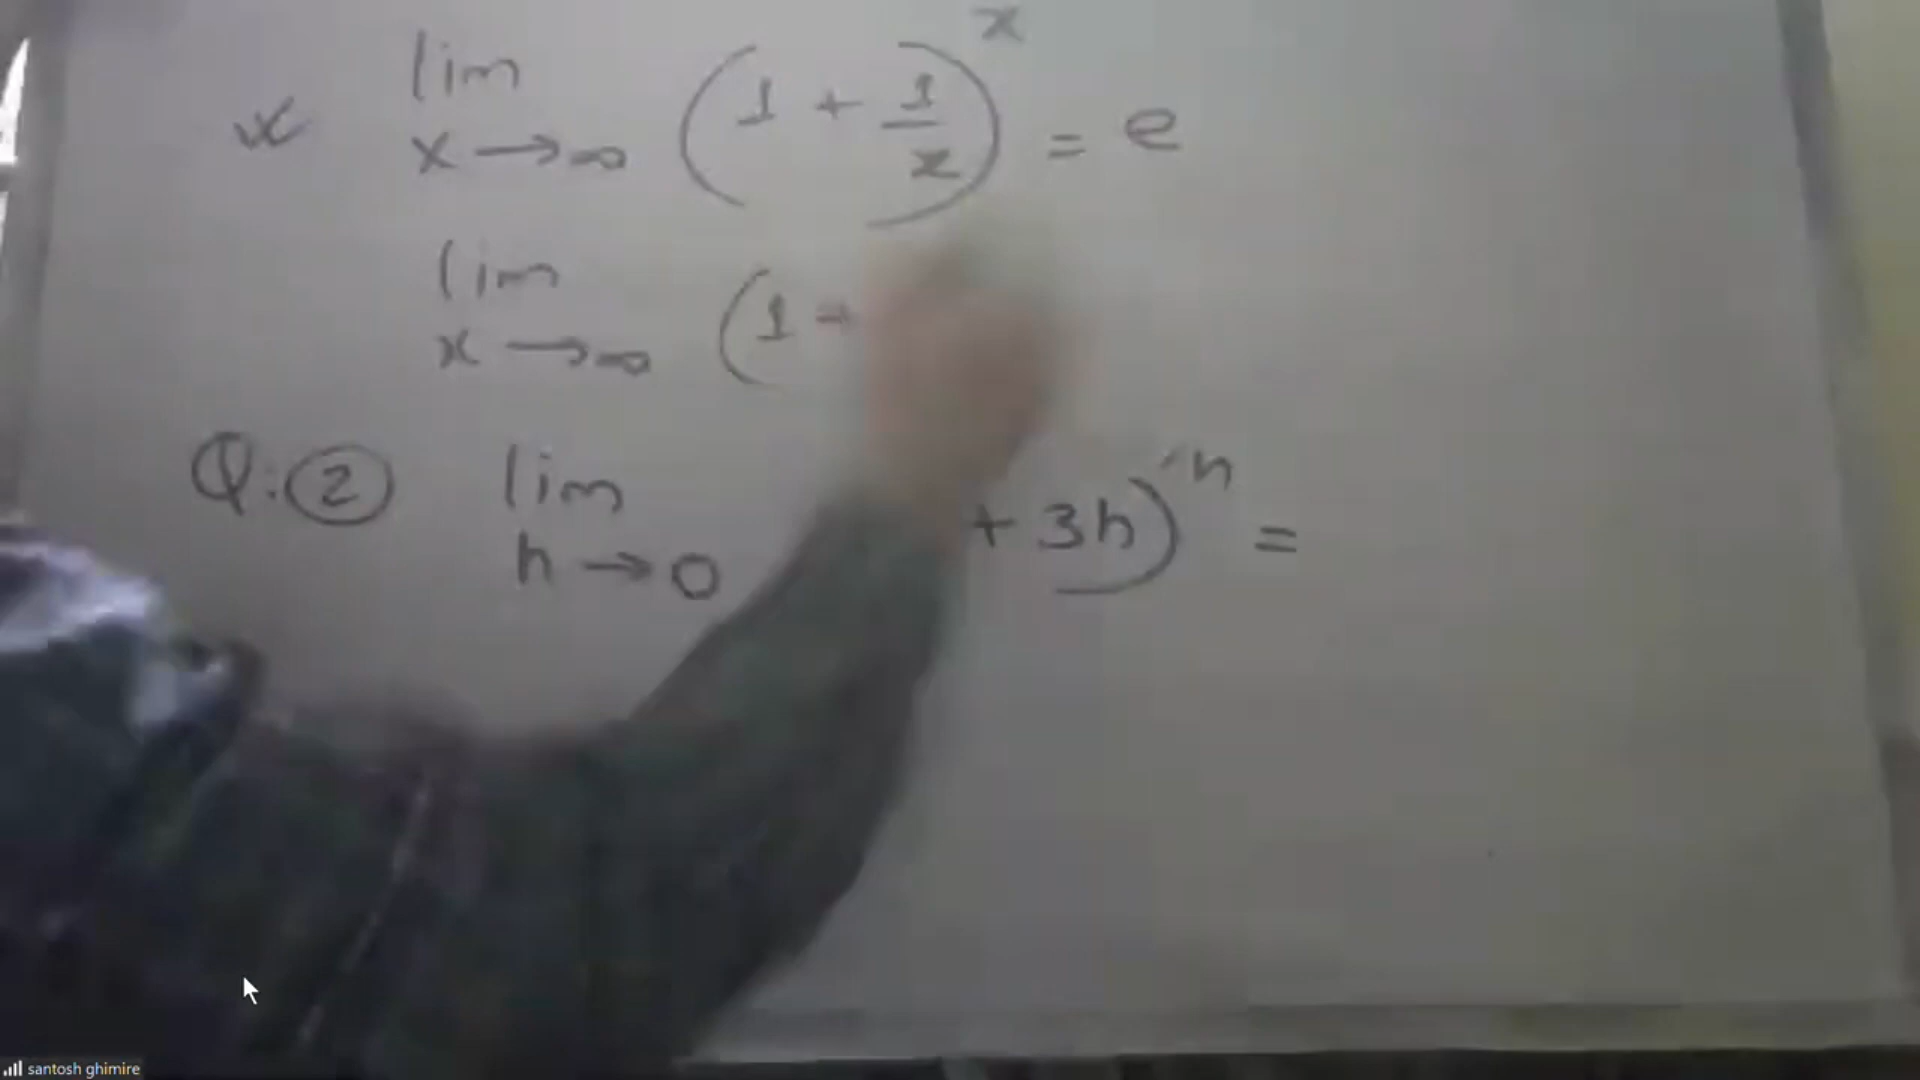 lim x→∞ (1 + 1/x)^x = e
lim x→∞ (1 +
Q. ② lim h→0 + 3h) =
santosh ghimire